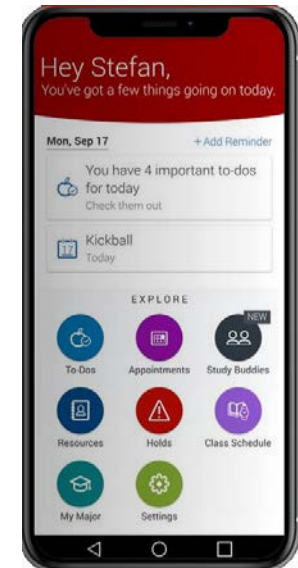 Hey Stefan,
You've got a few things going on today.
Mon, Sep 17
+ Add Reminder
You have 4 important to-dos
for today
Check them out
17
Kickball
Today
EXPLORE
NEW
To-Dos
Appointments
Study Buddies
Resources
Holds
Class Schedule
My Major
Settings